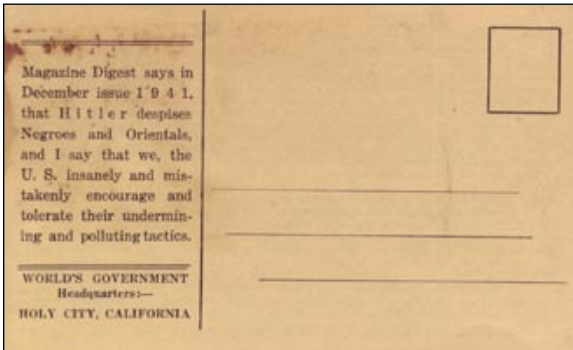 Magazine Digest says in
December issue 1 9 4 1,
that Hitler despises
Negroes and Orientals,
and I say that we, the
U. S. insanely and mis-
takenly encourage and
tolerate their undermin-
ing and polluting tactics.
WORLD'S GOVERNMENT
Headquarters:—
HOLY CITY, CALIFORNIA